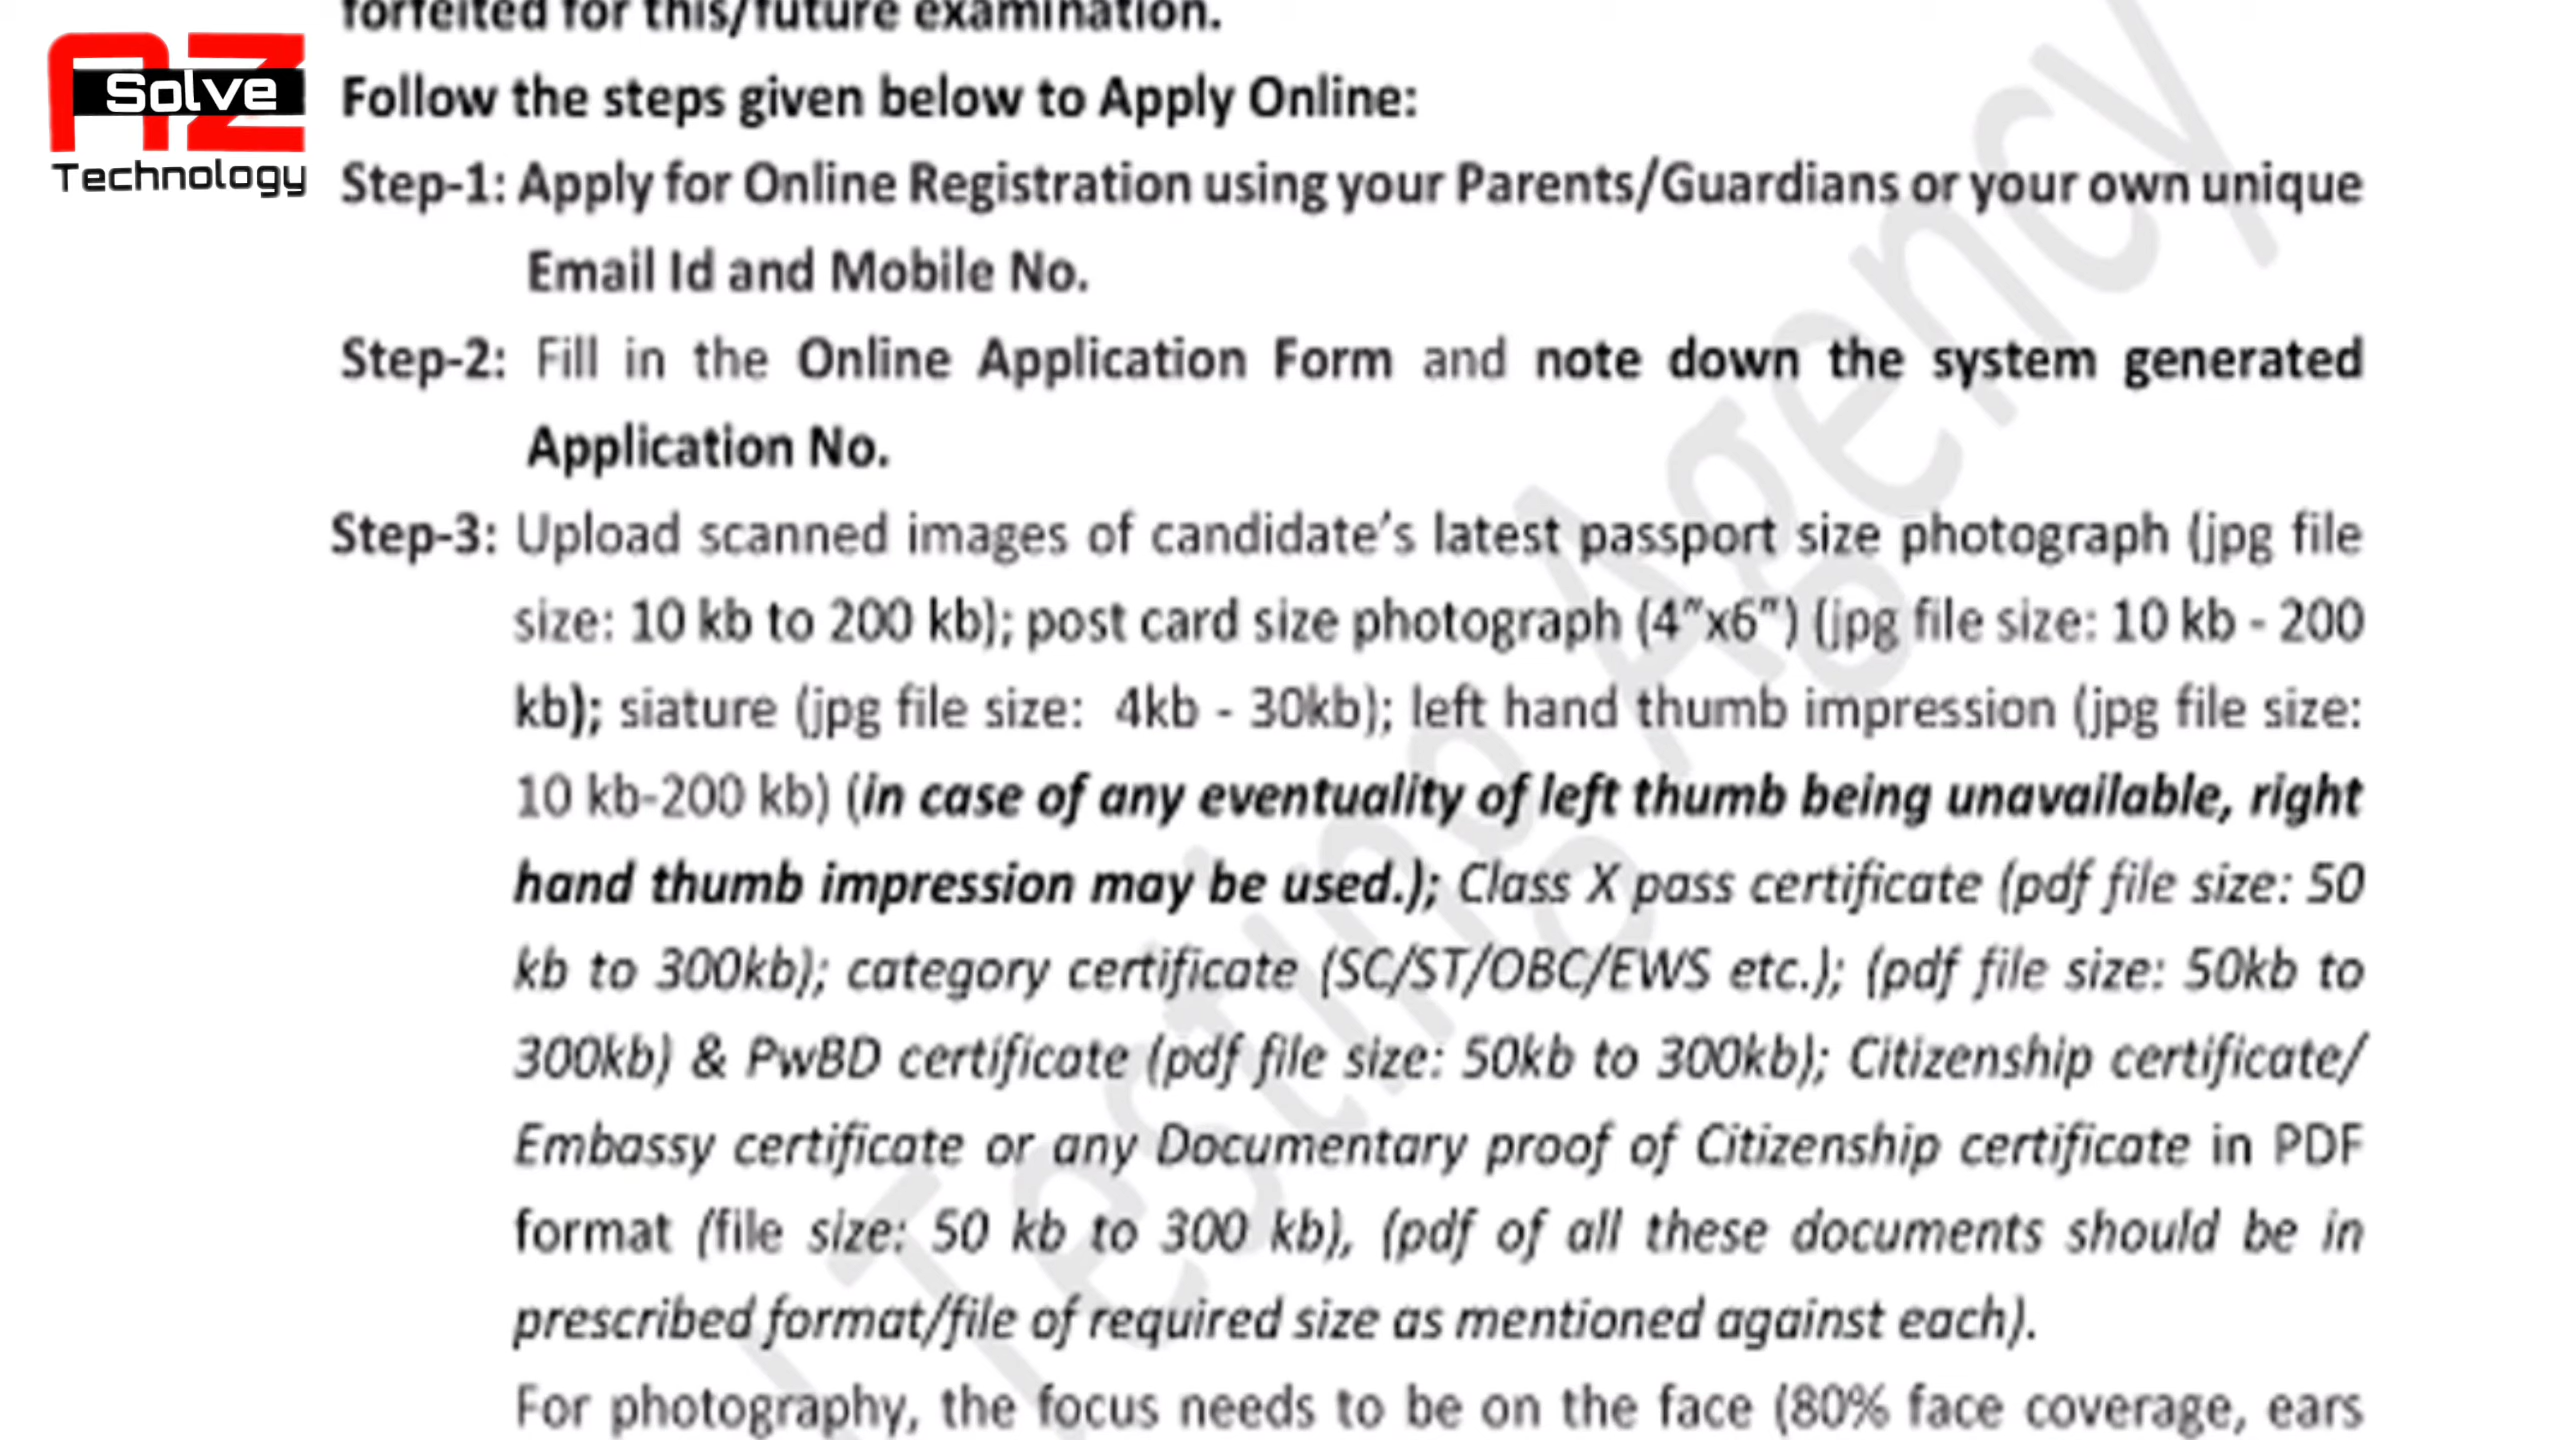 AZ
Solve
Technology
forfeited for this/future examination.
Follow the steps given below to Apply Online:
Step-1: Apply for Online Registration using your Parents/Guardians or your own unique
Email Id and Mobile No.
Step-2: Fill in the Online Application Form and note down the system generated
Application No.
Step-3: Upload scanned images of candidate's latest passport size photograph (jpg file
size: 10 kb to 200 kb); post card size photograph (4"x6") (jpg file size: 10 kb - 200
kb); siature (jpg file size: 4kb - 30kb); left hand thumb impression (jpg file size:
10 kb-200 kb) (in case of any eventuality of left thumb being unavailable, right
hand thumb impression may be used.); Class X pass certificate (pdf file size: 50
kb to 300kb); category certificate (SC/ST/OBC/EWS etc.); (pdf file size: 50kb to
300kb) & PwBD certificate (pdf file size: 50kb to 300kb); Citizenship certificate/
Embassy certificate or any Documentary proof of Citizenship certificate in PDF
format (file size: 50 kb to 300 kb), (pdf of all these documents should be in
prescribed format/file of required size as mentioned against each).
For photography, the focus needs to be on the face (80% face coverage, ears
Testing Agency